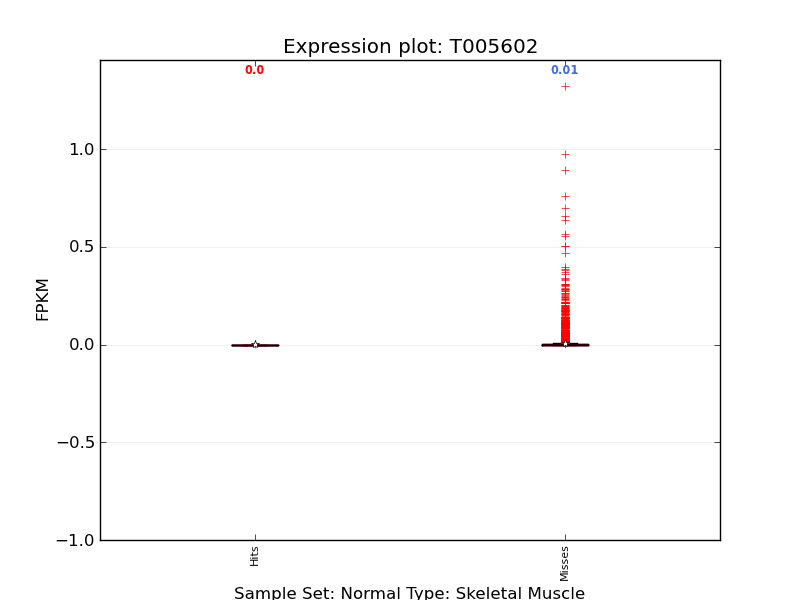 Expression plot: T005602
0.0
0.01
1.0
0.5
0.0
−0.5
−1.0
FPKM
Hits
Misses
Sample Set: Normal Type: Skeletal Muscle